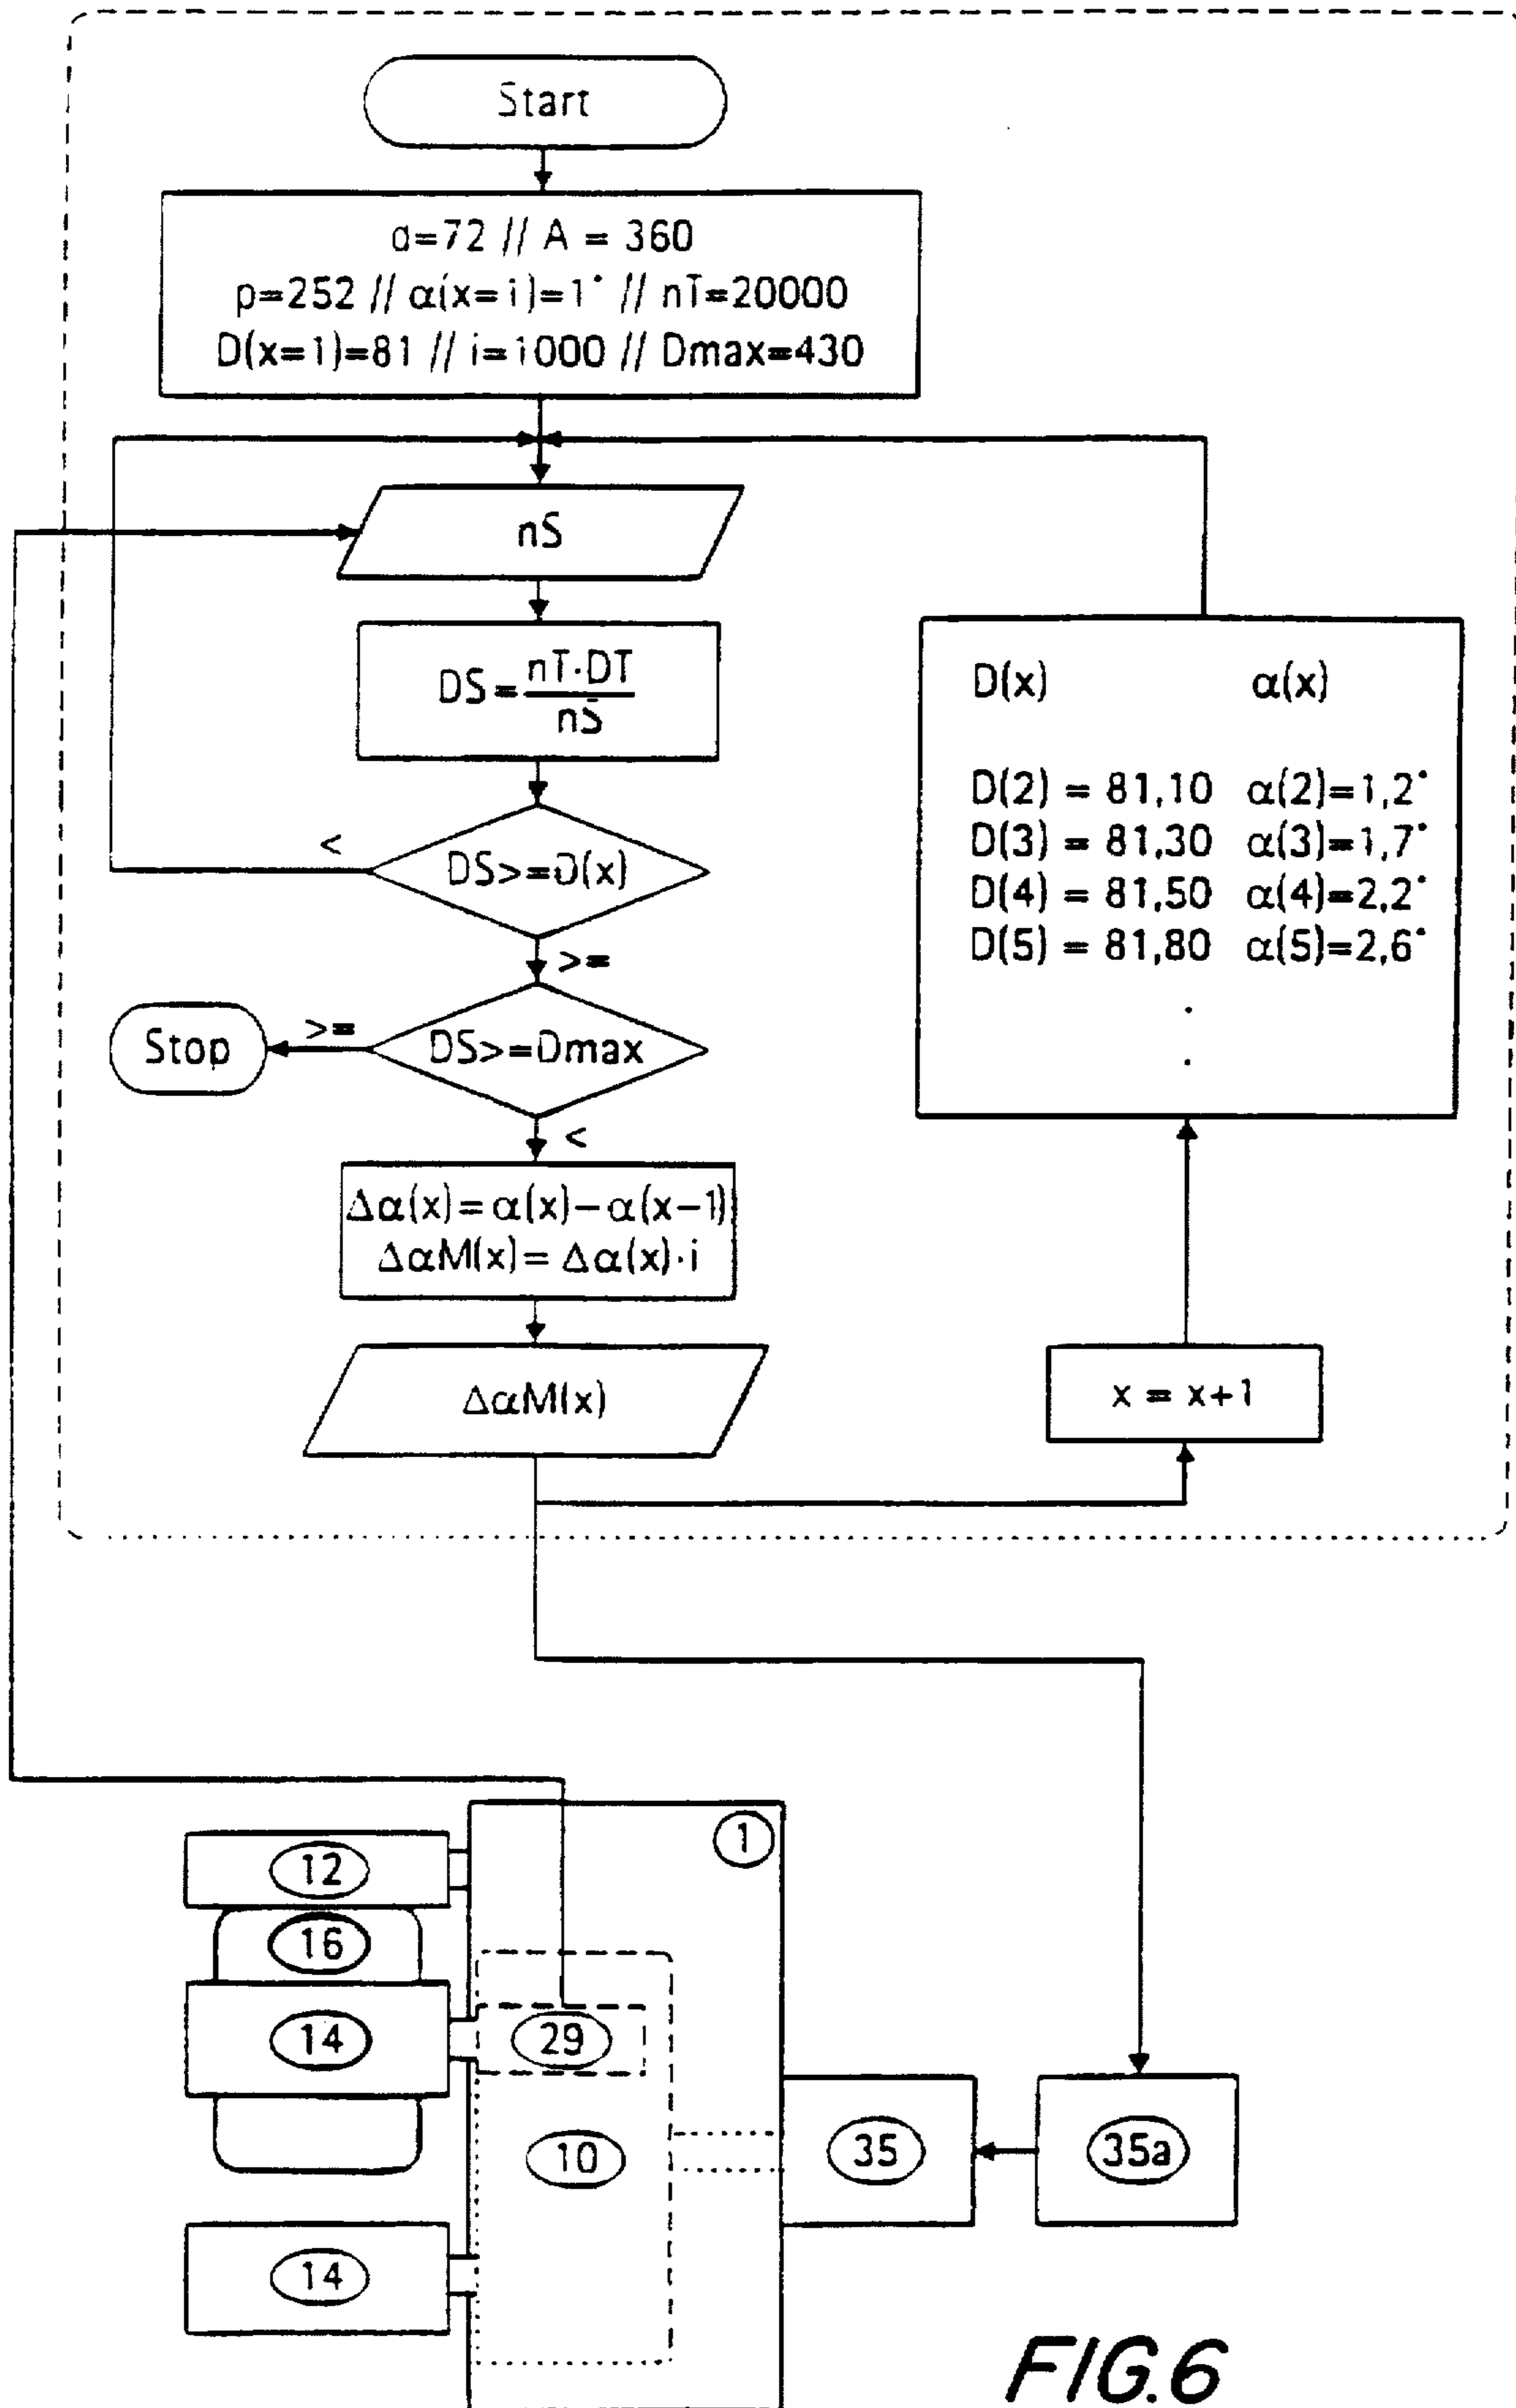 Start
a=72 // A = 360
p=252 // α(x=i)=1° // nT=20000
D(x=1)=81 // i=1000 // Dmax=430
nS
DS=nT·DT/nS
<
DS>=D(x)
>=
Stop
>=
DS>=Dmax
<
Δα(x)=α(x)-α(x-1)
ΔαM(x)=Δα(x)·i
ΔαM(x)
D(x) α(x)
D(2) = 81,10 α(2)=1,2°
D(3) = 81,30 α(3)=1,7°
D(4) = 81,50 α(4)=2,2°
D(5) = 81,80 α(5)=2,6°
.
.
x = x+1
1
12
16
14
29
10
35
35a
14
FIG.6